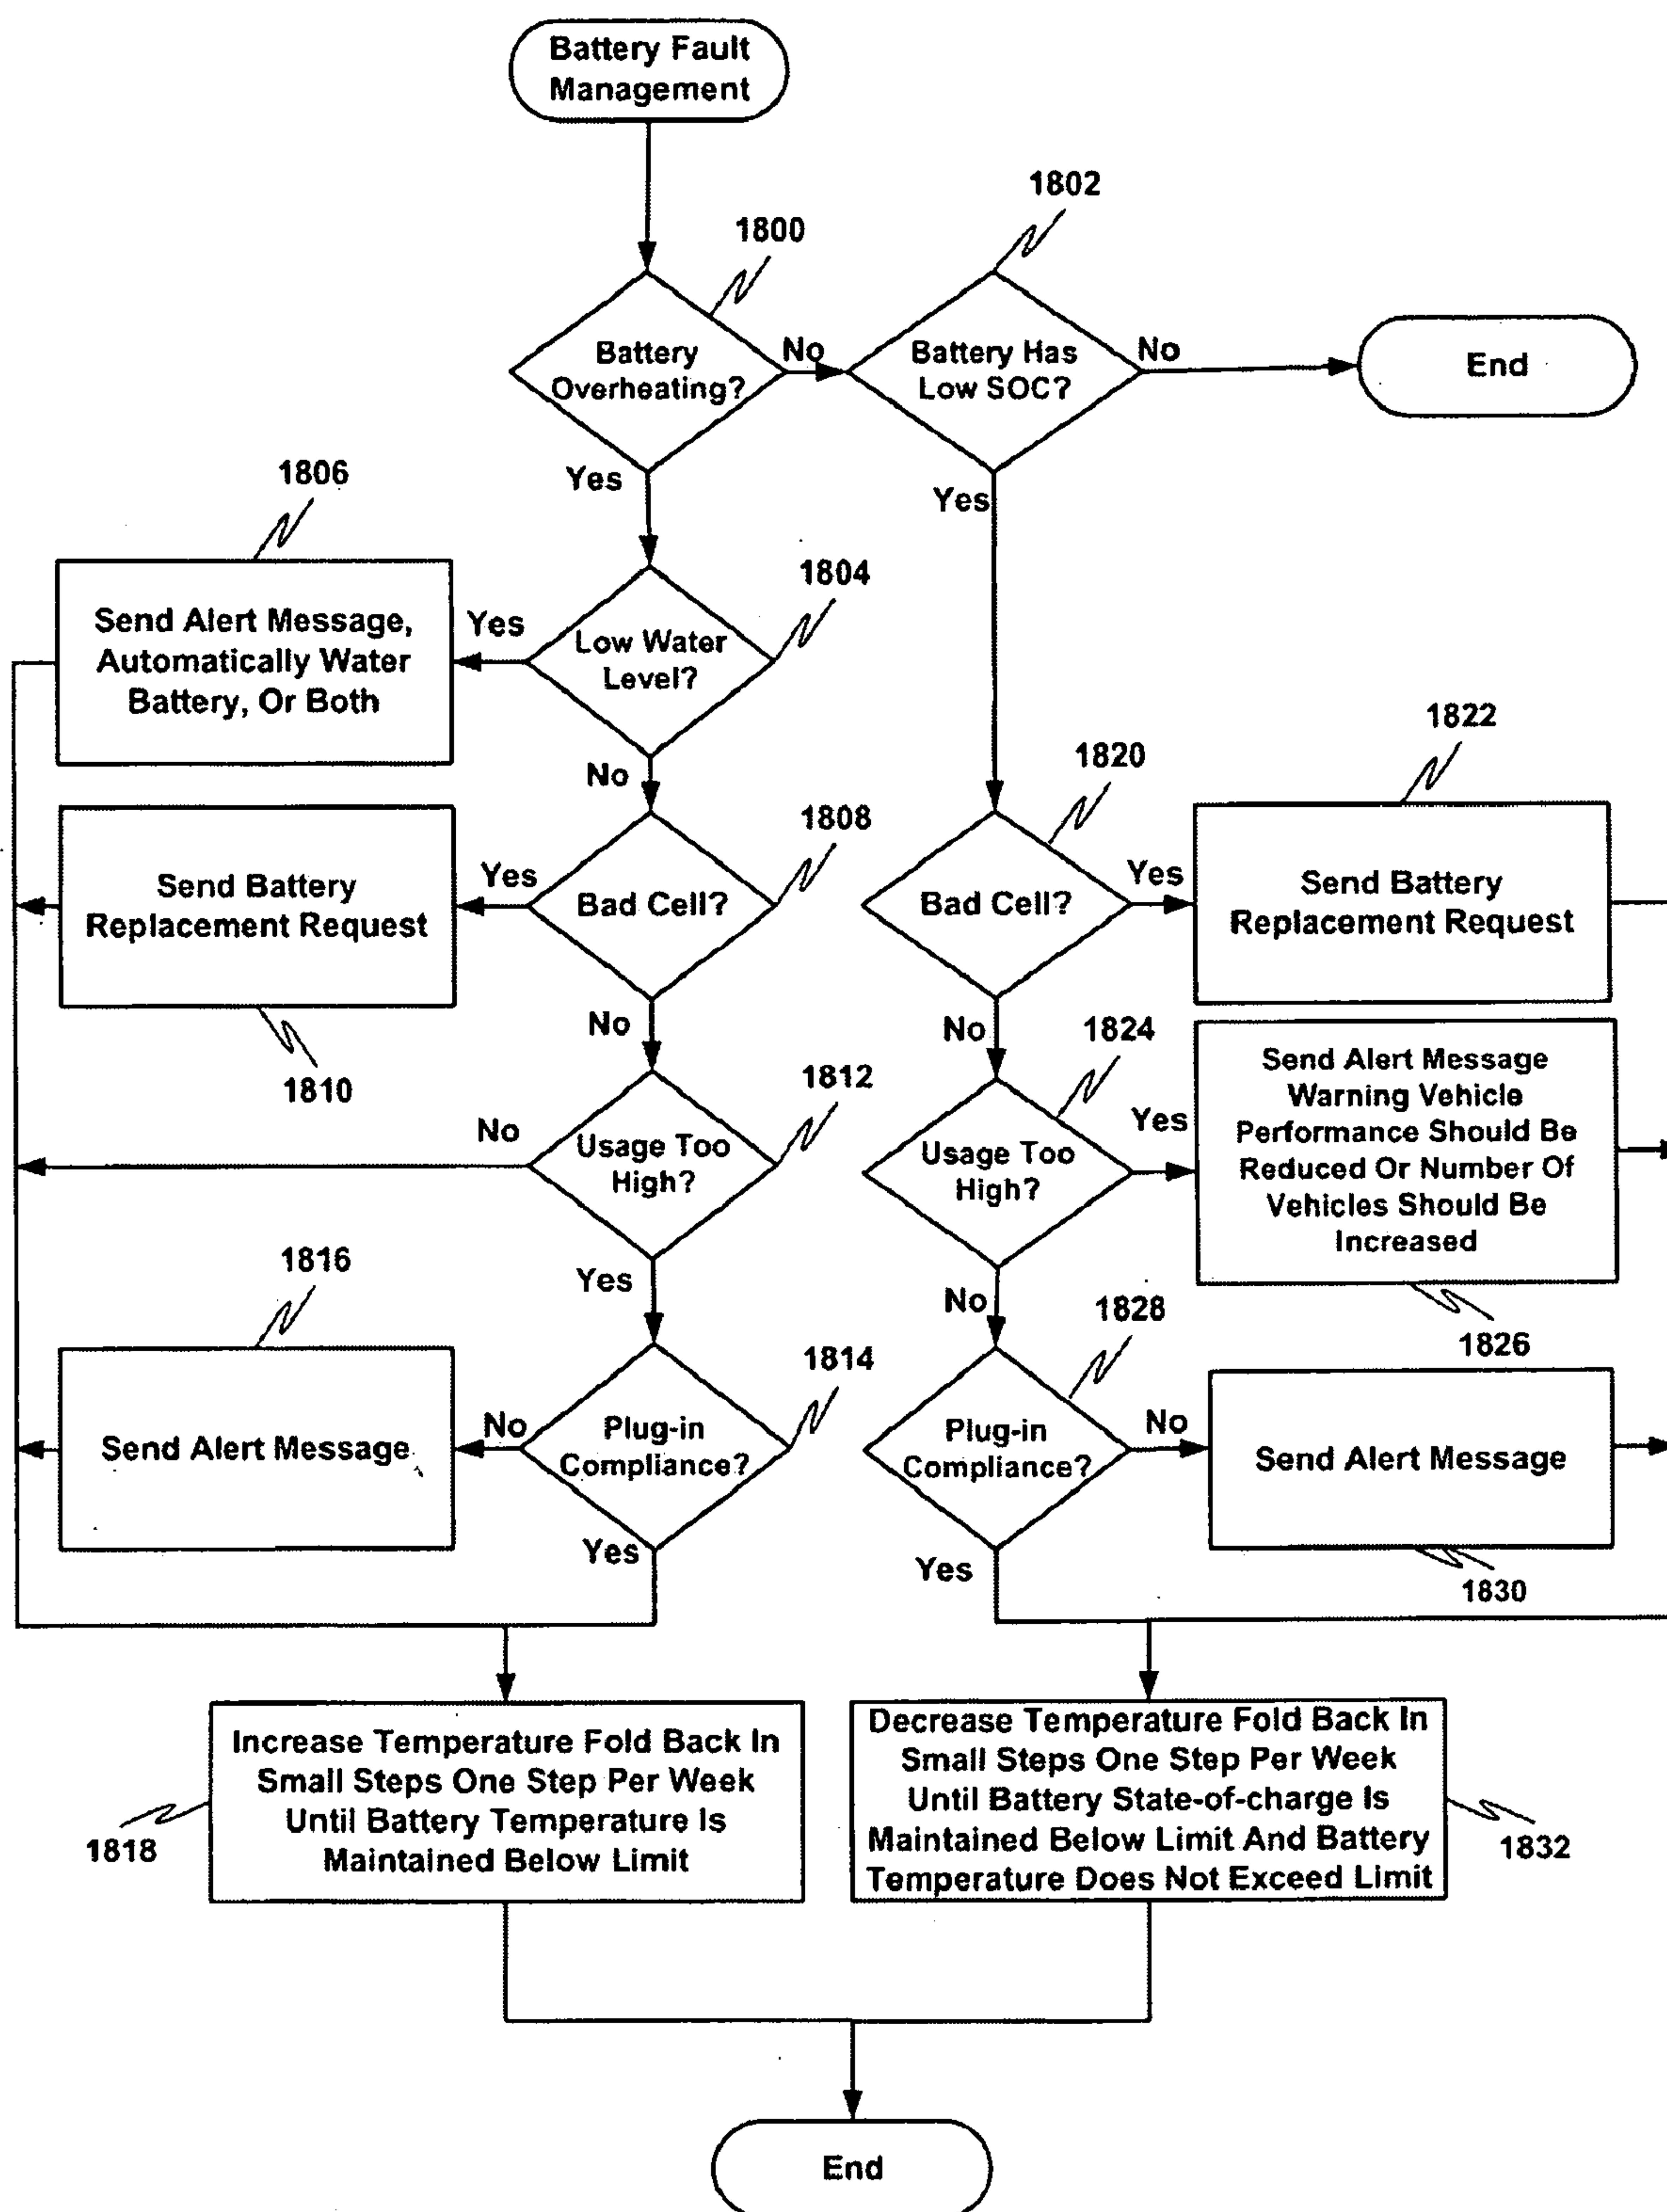 Battery Fault
Management
1802
1800
Battery
Overheating?
No
Battery Has
Low SOC?
No
End
Yes
Yes
1806
1804
Send Alert Message,
Automatically Water
Battery, Or Both
Yes
Low Water
Level?
No
1822
1820
1808
Send Battery
Replacement Request
Yes
Bad Cell?
Bad Cell?
Yes
Send Battery
Replacement Request
No
No
1810
1812
1824
No
Usage Too
High?
Usage Too
High?
Yes
Send Alert Message
Warning Vehicle
Performance Should Be
Reduced Or Number Of
Vehicles Should Be
Increased
Yes
No
1826
1816
1814
1828
Send Alert Message
No
Plug-in
Compliance?
Plug-in
Compliance?
No
Send Alert Message
Yes
Yes
1830
Increase Temperature Fold Back In
Small Steps One Step Per Week
Until Battery Temperature Is
Maintained Below Limit
1818
Decrease Temperature Fold Back In
Small Steps One Step Per Week
Until Battery State-of-charge Is
Maintained Below Limit And Battery
Temperature Does Not Exceed Limit
1832
End